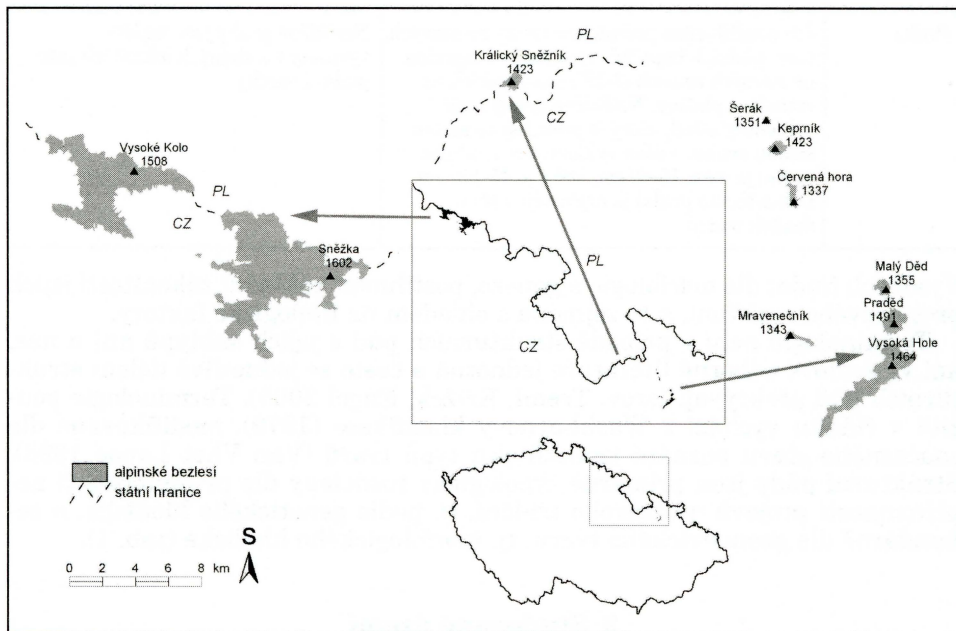 PL
Králický Sněžník
1423
CZ
Šerák
1351
Keprník
1423
Červená hora
1337
Vysoké Kolo
1508
PL
CZ
Sněžka
1602
PL
CZ
Malý Děd
1355
Praděd
1491
Mravenečník
1343
Vysoká Hole
1464
alpinské bezlesí
státní hranice
S
0 2 4 6 8 km